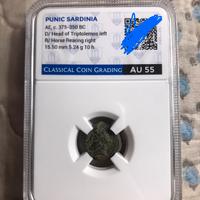 PUNIC SARDINIA
AE, c. 375-350 BC
D/ Head of Triptolemos left
R/ Horse Rearing right
15.50 mm 5.24 g 10 h
CLASSICAL COIN GRADING AU 55